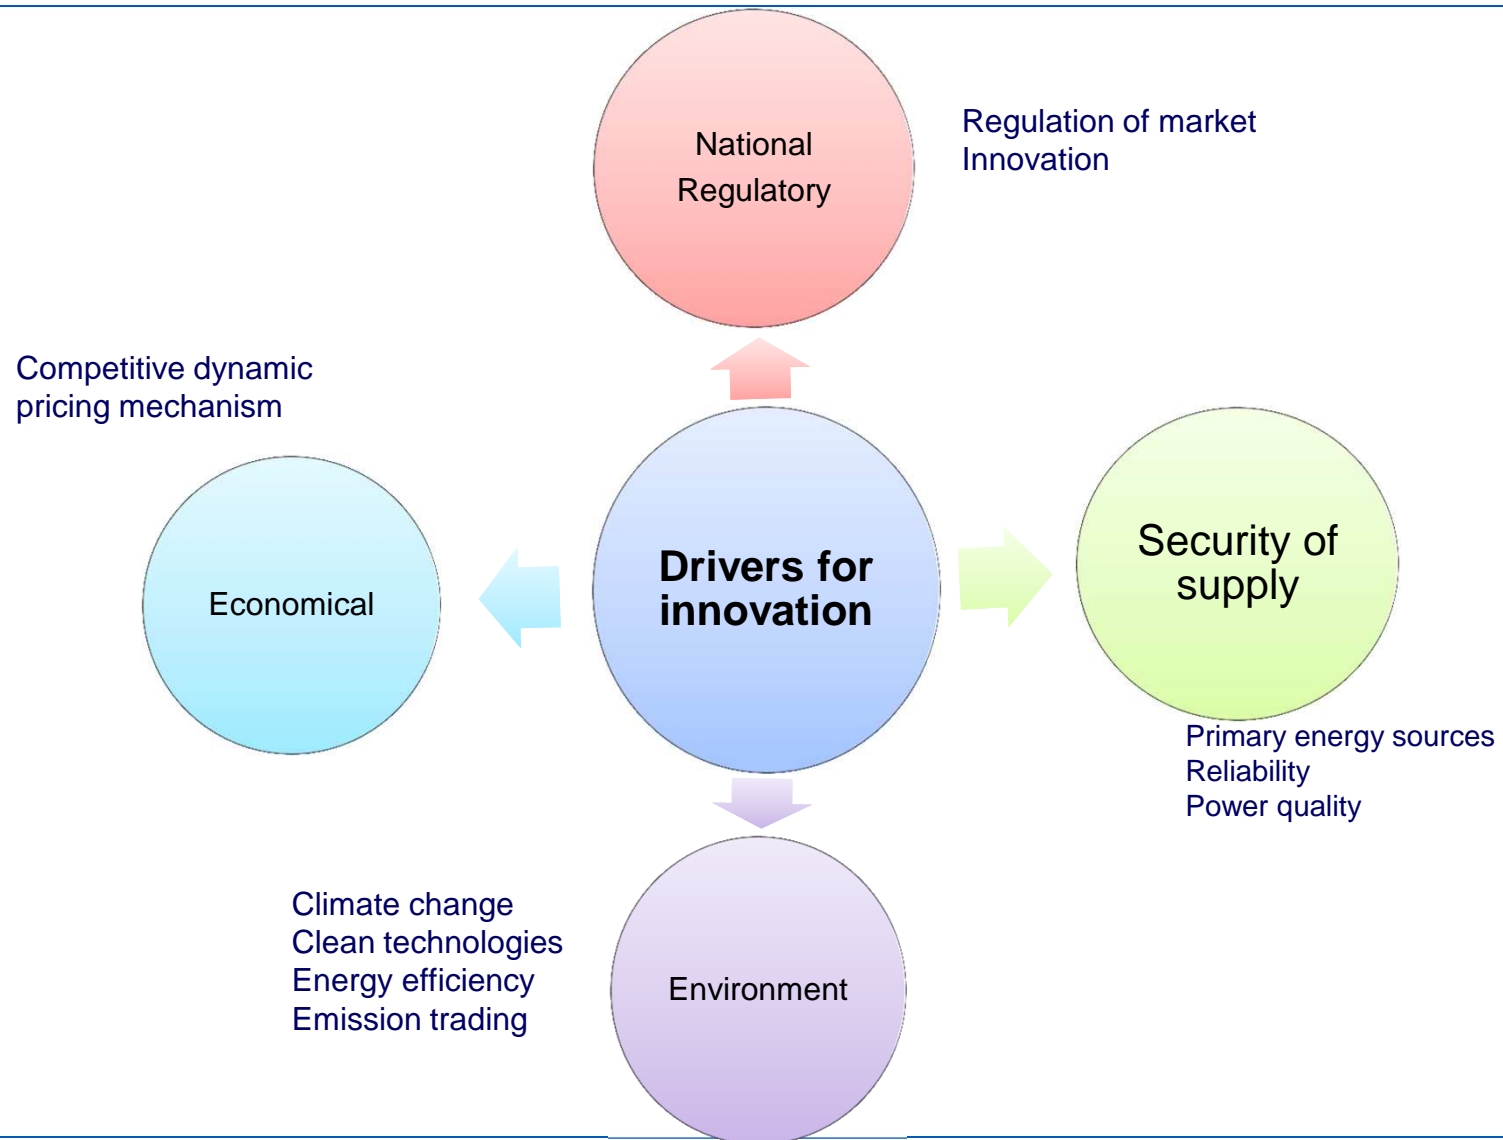 National
Regulatory
Regulation of market
Innovation
Competitive dynamic
pricing mechanism
Economical
Drivers for
innovation
Security of
supply
Primary energy sources
Reliability
Power quality
Climate change
Clean technologies
Energy efficiency
Emission trading
Environment